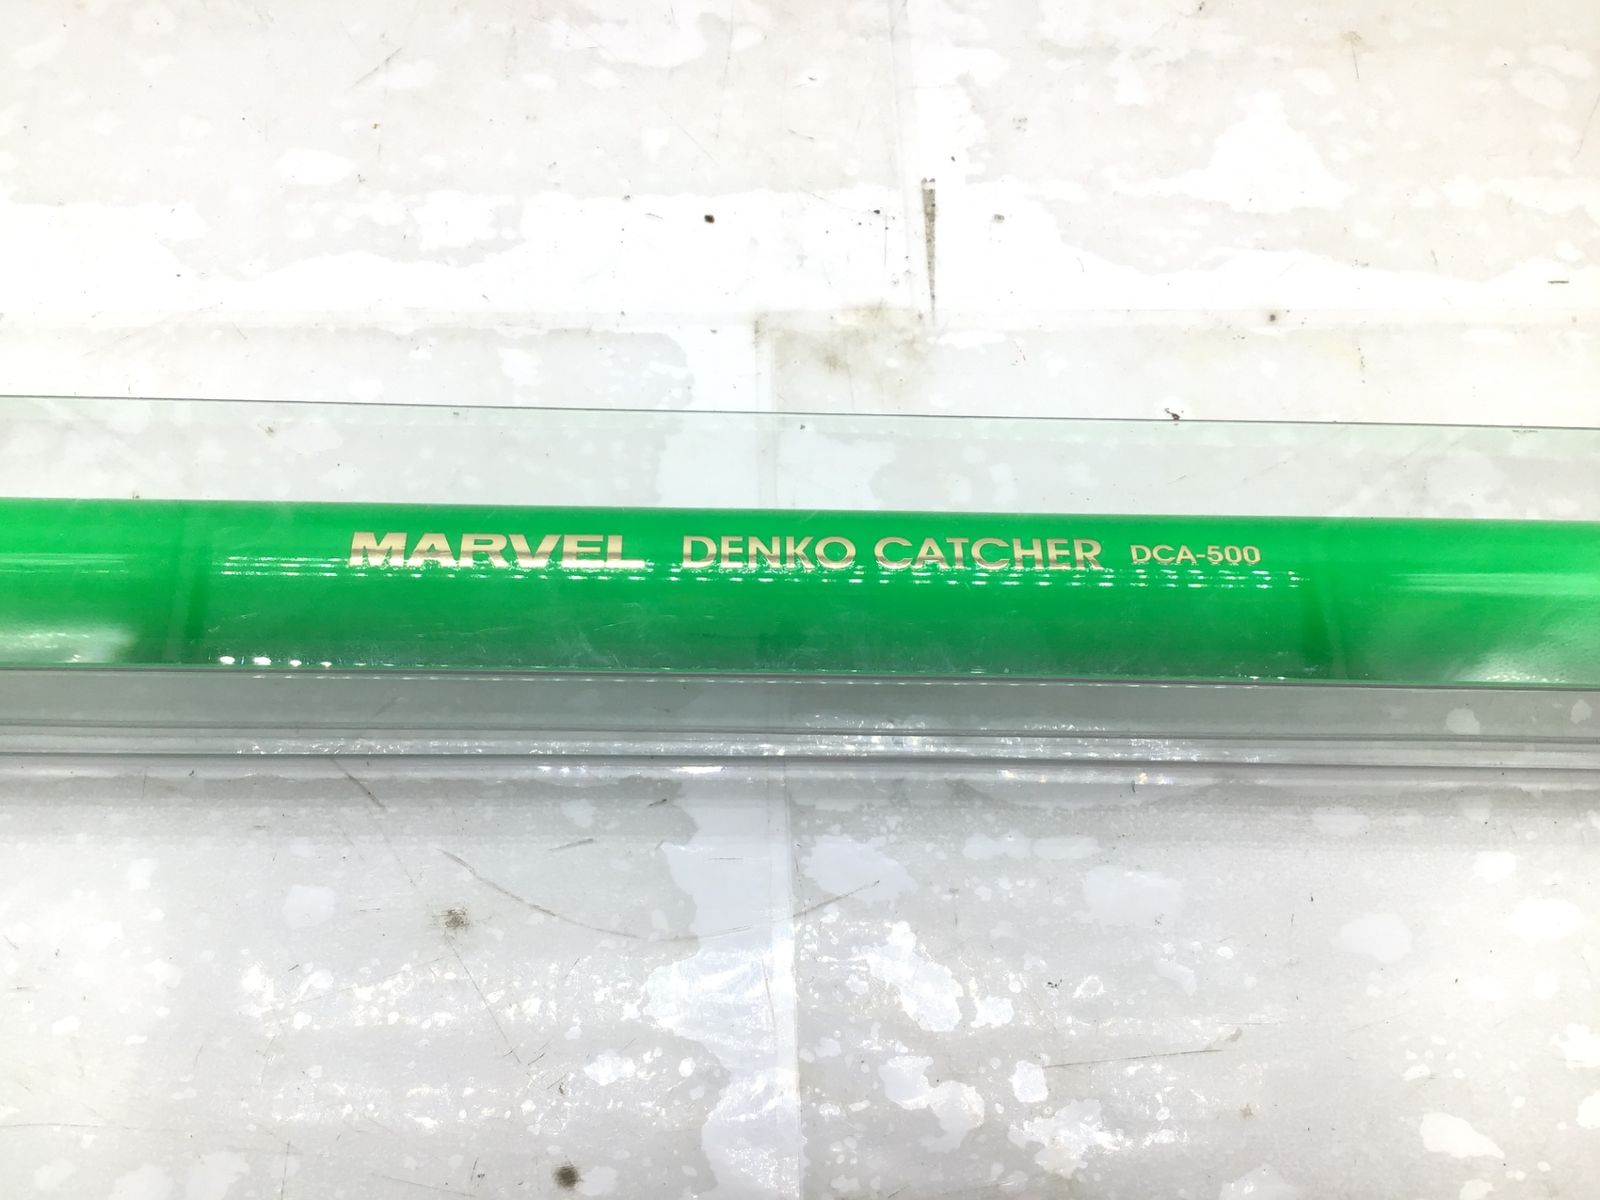 MARVEL DENKO CATCHER DCA-500